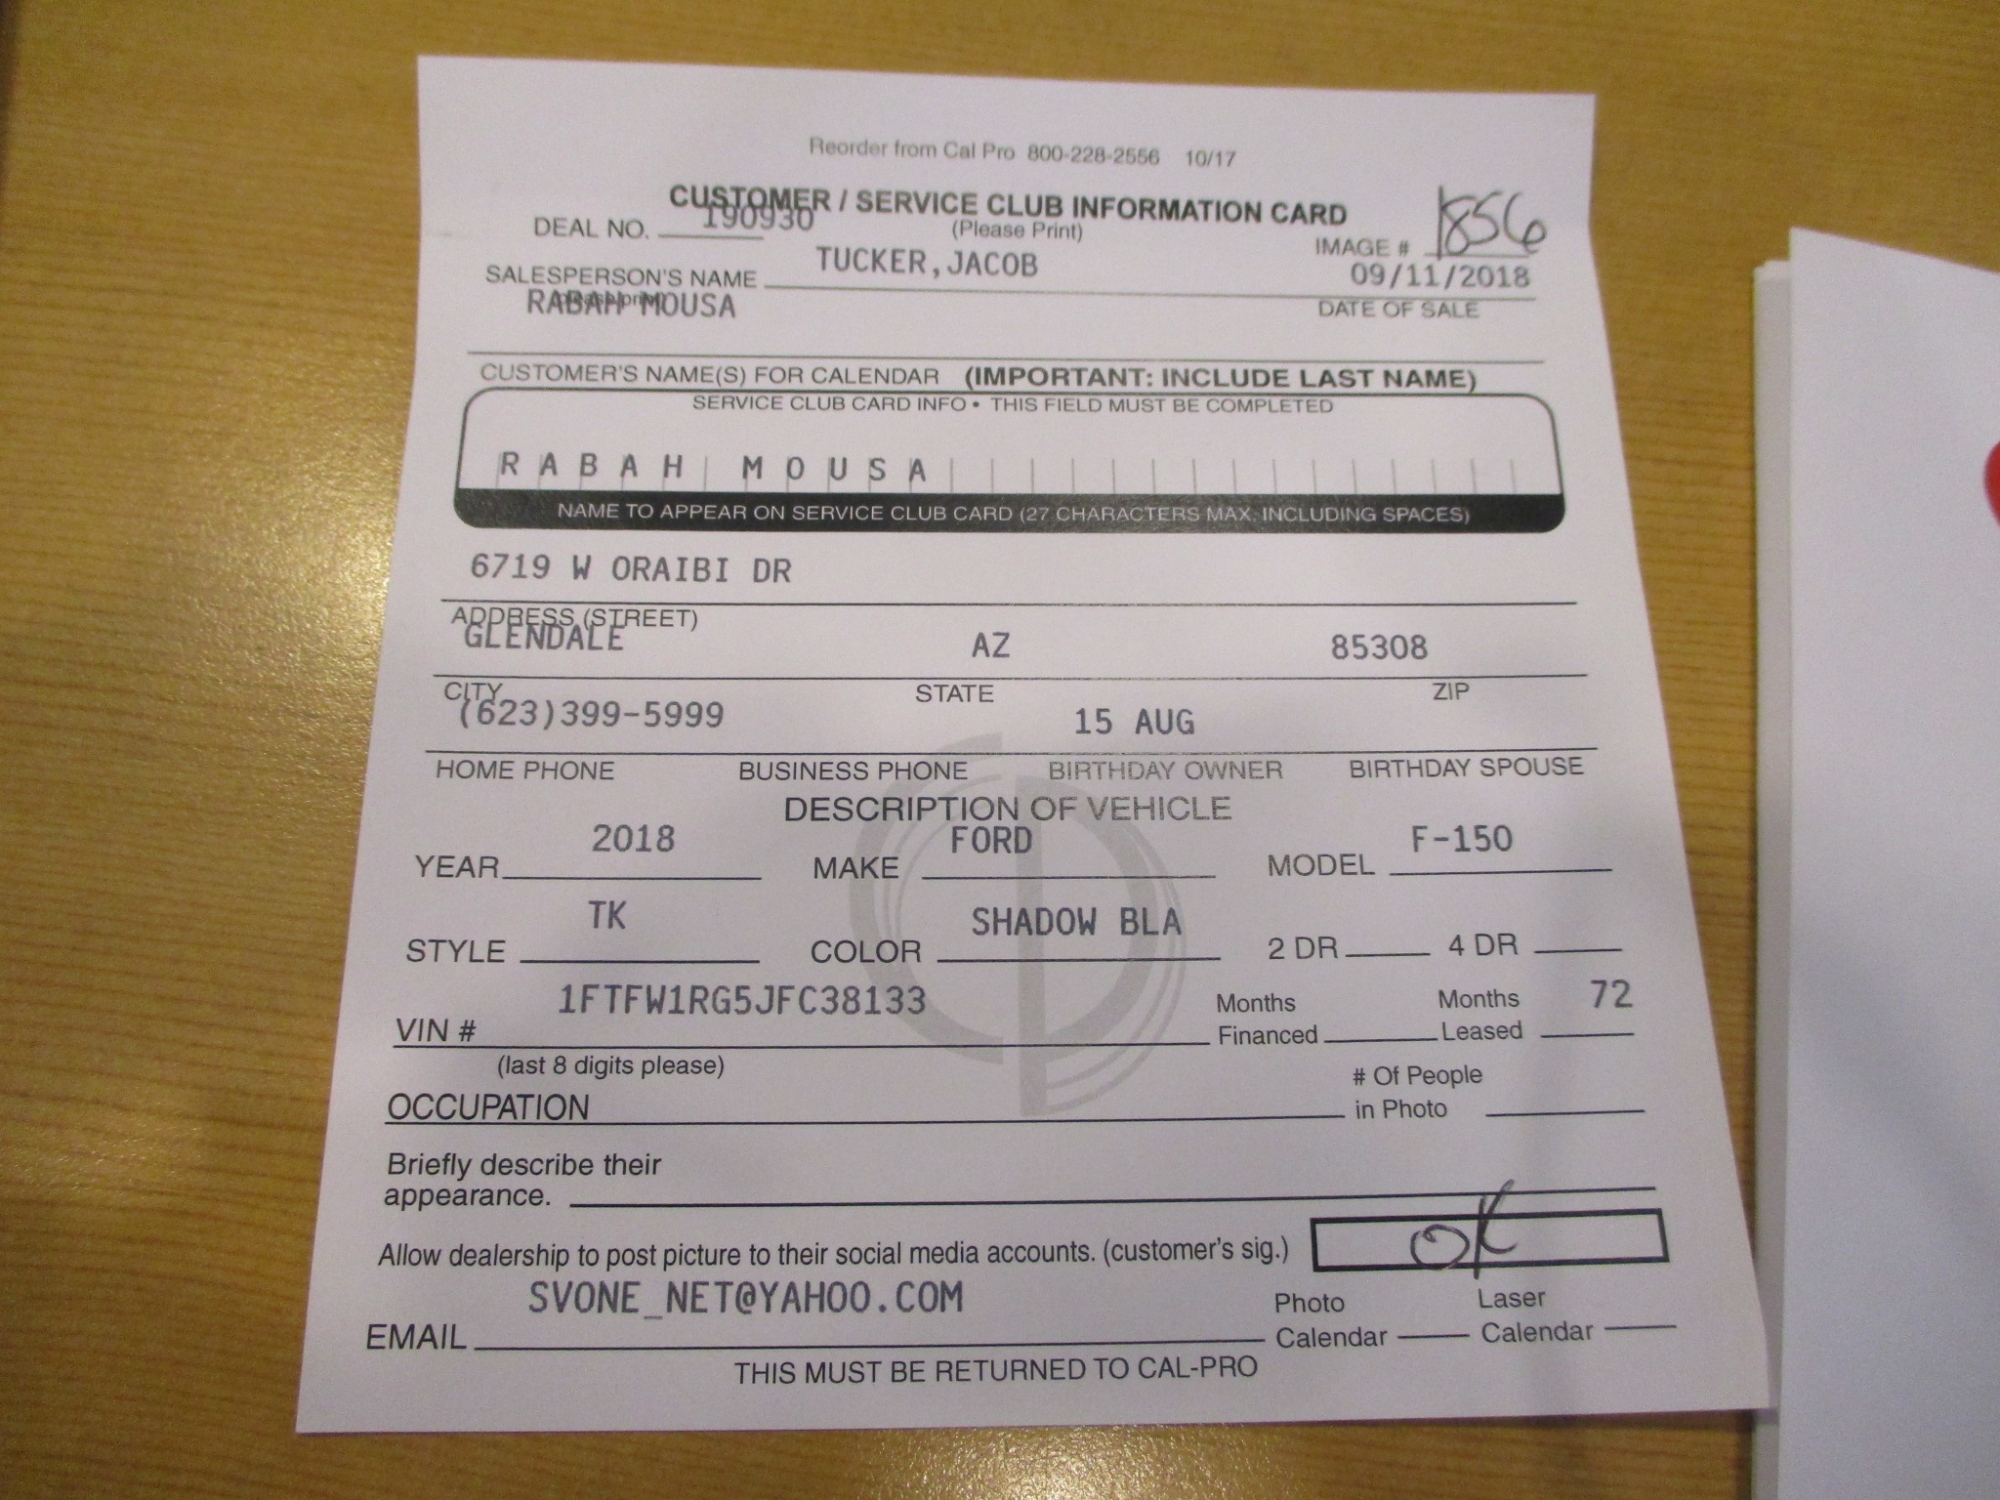 Reorder from Cal Pro 800-228-2556 10/17
CUSTOMER / SERVICE CLUB INFORMATION CARD
(Please Print)
DEAL NO. 190930
IMAGE # 1856
SALESPERSON'S NAME TUCKER,JACOB 09/11/2018
(please print) DATE OF SALE
RABAH MOUSA
CUSTOMER'S NAME(S) FOR CALENDAR (IMPORTANT: INCLUDE LAST NAME)
SERVICE CLUB CARD INFO • THIS FIELD MUST BE COMPLETED
RABAH MOUSA
NAME TO APPEAR ON SERVICE CLUB CARD (27 CHARACTERS MAX. INCLUDING SPACES)
6719 W ORAIBI DR
ADDRESS (STREET)
GLENDALE AZ 85308
CITY STATE ZIP
(623)399-5999 15 AUG
HOME PHONE BUSINESS PHONE BIRTHDAY OWNER BIRTHDAY SPOUSE
DESCRIPTION OF VEHICLE
YEAR 2018 MAKE FORD MODEL F-150
STYLE TK COLOR SHADOW BLA 2 DR 4 DR
VIN # 1FTFW1RG5JFC38133 Months Financed Months Leased 72
(last 8 digits please)
OCCUPATION # Of People in Photo
Briefly describe their
appearance.
Allow dealership to post picture to their social media accounts. (customer's sig.) OK
EMAIL SVONE_NET@YAHOO.COM Photo Calendar Laser Calendar
THIS MUST BE RETURNED TO CAL-PRO